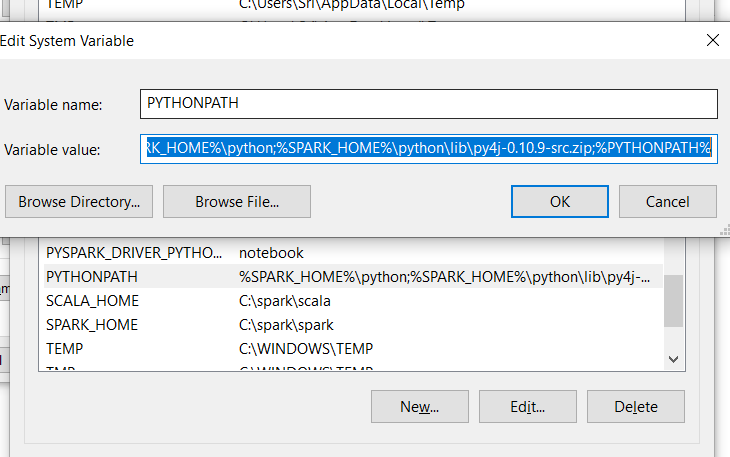 TEMP C:\Users\Sri\AppData\Local\Temp
Edit System Variable
Variable name: PYTHONPATH
Variable value: RK_HOME%\python;%SPARK_HOME%\python\lib\py4j-0.10.9-src.zip;%PYTHONPATH%
Browse Directory... Browse File... OK Cancel
PYSPARK_DRIVER_PYTHO... notebook
PYTHONPATH %SPARK_HOME%\python;%SPARK_HOME%\python\lib\py4j-...
SCALA_HOME C:\spark\scala
SPARK_HOME C:\spark\spark
TEMP C:\WINDOWS\TEMP
TMP C:\WINDOWS\TEMP
New... Edit... Delete